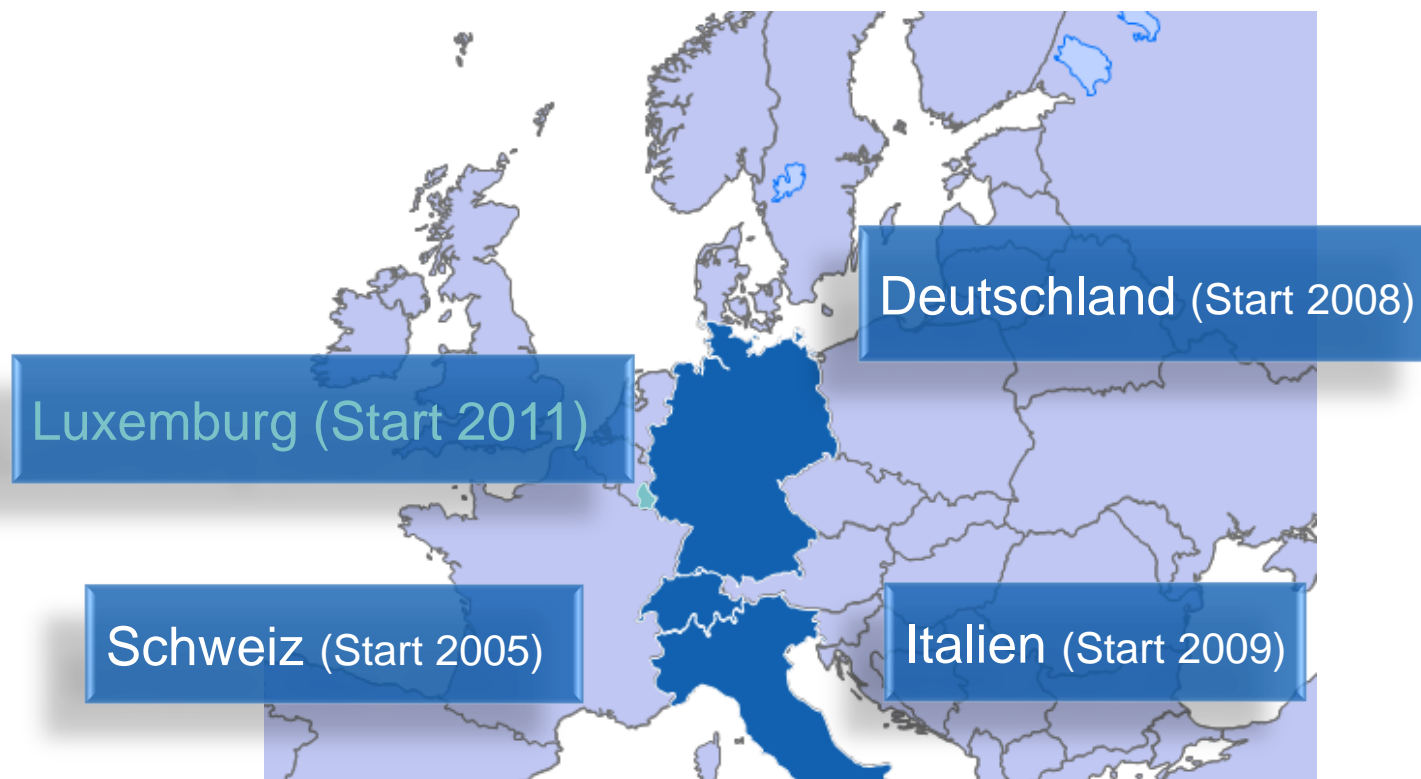 Deutschland (Start 2008)
Luxemburg (Start 2011)
Schweiz (Start 2005)
Italien (Start 2009)